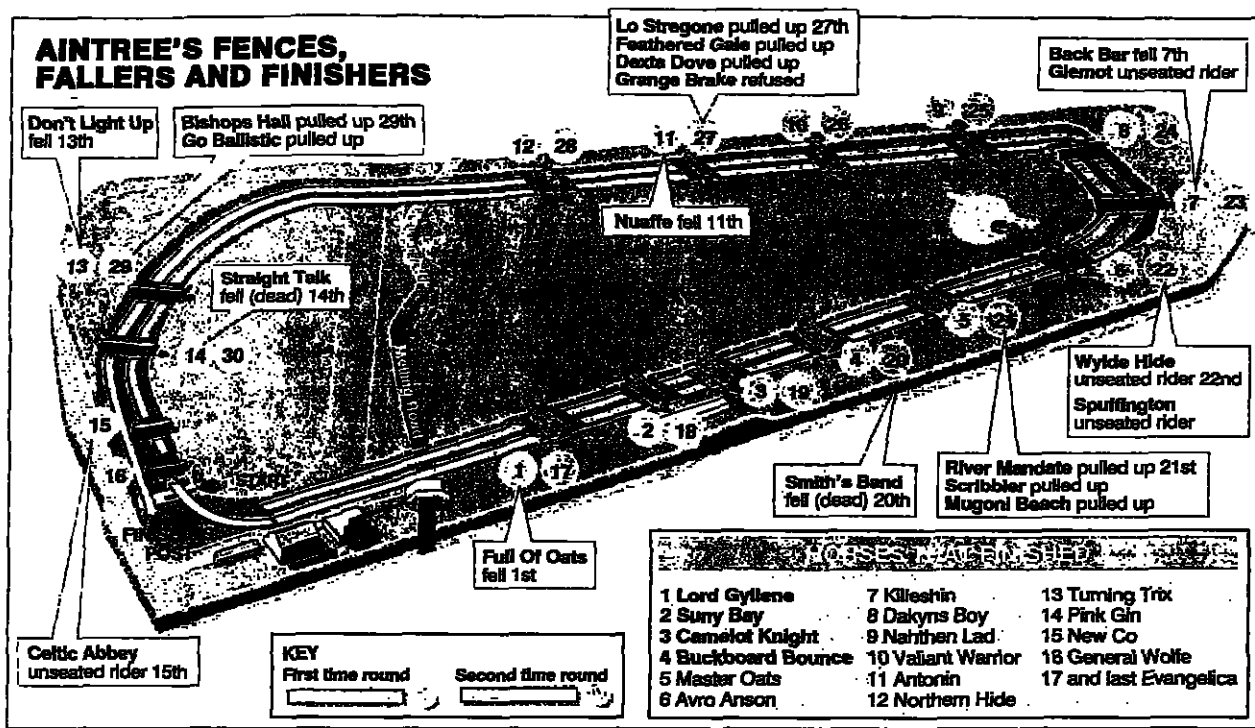 AINTREE'S FENCES,
FALLERS AND FINISHERS
Lo Stregone pulled up 27th
Feathered Gale pulled up
Dextra Dove pulled up
Grange Brake refused
Back Bar fell 7th
Glemot unseated rider
Don't Light Up
fell 13th
Bishops Hall pulled up 29th
Go Ballistic pulled up
12 28
11 27
24
7 23
Nuaffe fell 11th
13 29
22
Straight Talk
fell (dead) 14th
14 30
Wylde Hide
unseated rider 22nd
Spuffington
unseated rider
3 19
2 18
15
16
START
1 17
Smith's Band
fell (dead) 20th
River Mandate pulled up 21st
Scribbler pulled up
Mugoni Beach pulled up
POST
Full Of Oats
fell 1st
Celtic Abbey
unseated rider 15th
KEY
First time round
Second time round
1 Lord Gyllene
2 Suny Bay
3 Camelot Knight
4 Buckboard Bounce
5 Master Oats
6 Avro Anson
7 Killeshin
8 Dakyns Boy
9 Nahthen Lad
10 Valiant Warrior
11 Antonin
12 Northern Hide
13 Turning Trix
14 Pink Gin
15 New Co
16 General Wolfe
17 and last Evangelica